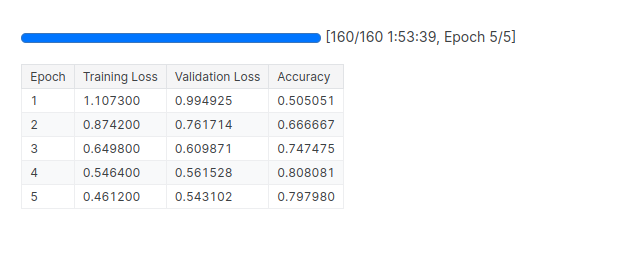 [160/160 1:53:39, Epoch 5/5]
Epoch Training Loss Validation Loss Accuracy
1 1.107300 0.994925 0.505051
2 0.874200 0.761714 0.666667
3 0.649800 0.609871 0.747475
4 0.546400 0.561528 0.808081
5 0.461200 0.543102 0.797980